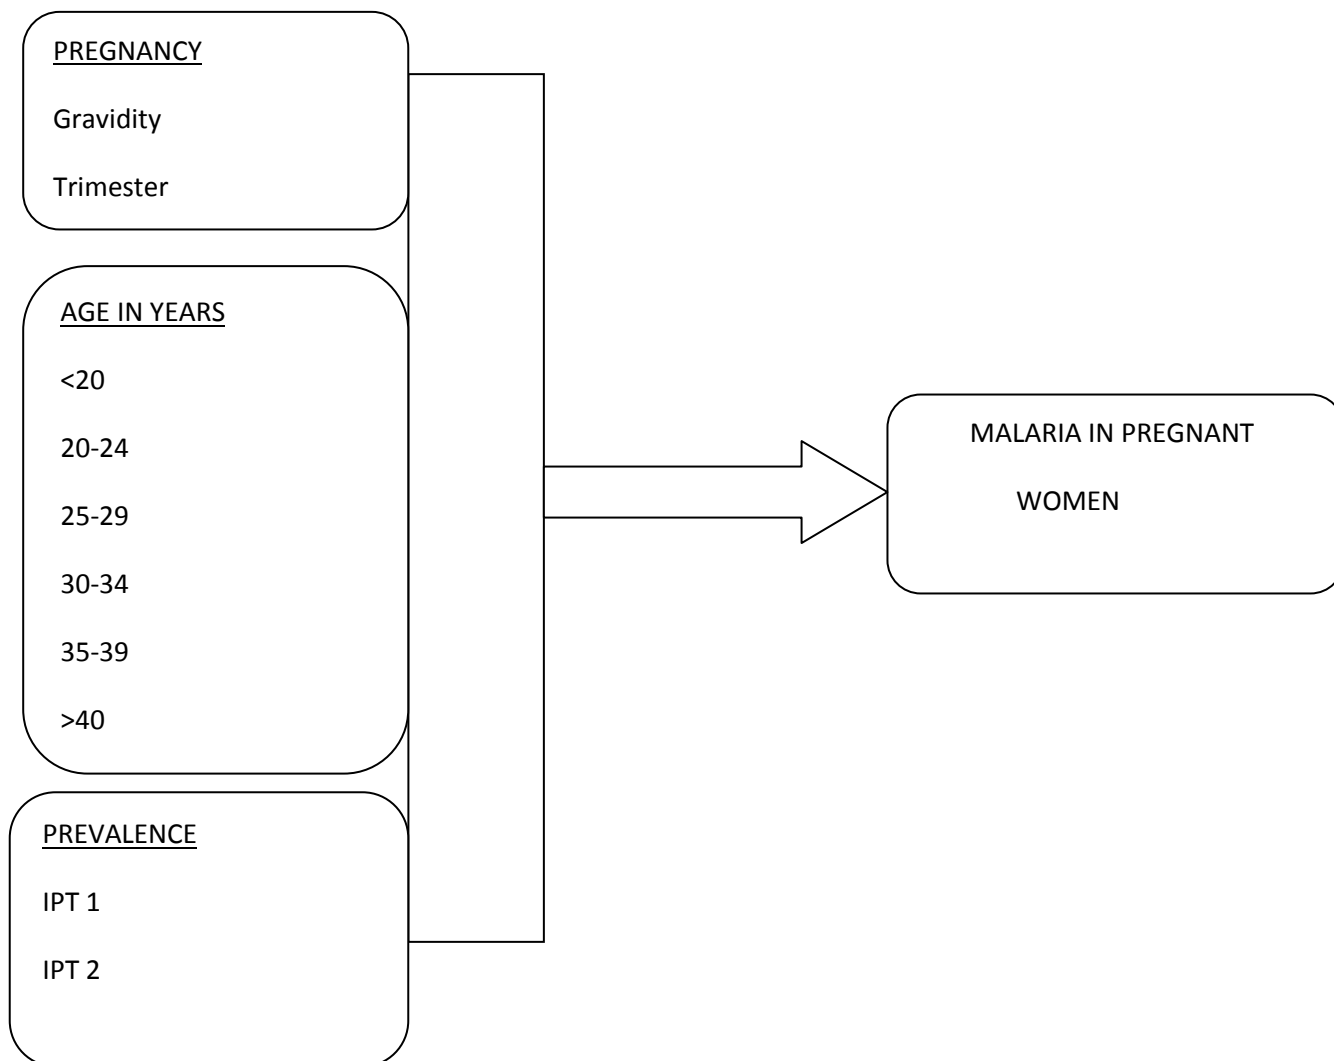 PREGNANCY
Gravidity
Trimester
AGE IN YEARS
<20
20-24
25-29
30-34
35-39
>40
PREVALENCE
IPT 1
IPT 2
MALARIA IN PREGNANT
WOMEN